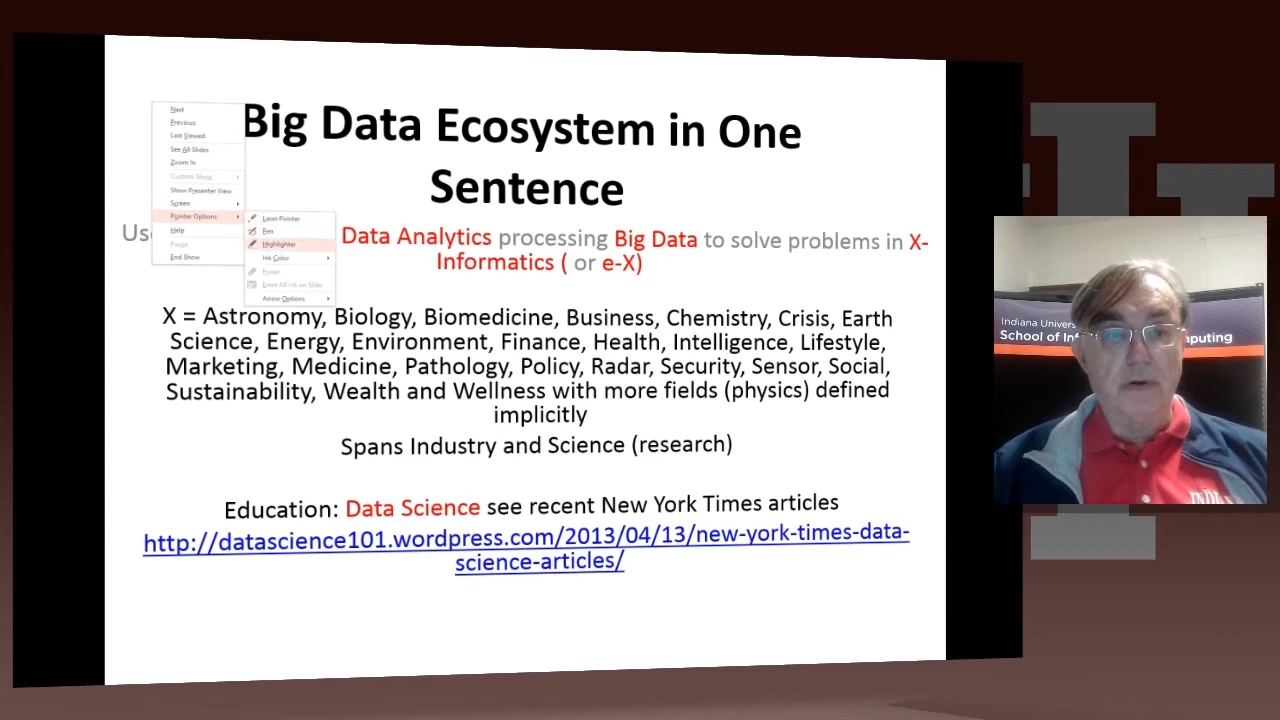 Big Data Ecosystem in One
Sentence
Next
Previous
Last Viewed
See All Slides
Zoom In
Custom Show
Show Presenter View
Screen
Pointer Options
Help
Pause
End Show
Laser Pointer
Pen
Highlighter
Ink Color
Eraser
Erase All Ink on Slide
Arrow Options
Data Analytics processing Big Data to solve problems in X-
Informatics ( or e-X)
X = Astronomy, Biology, Biomedicine, Business, Chemistry, Crisis, Earth
Science, Energy, Environment, Finance, Health, Intelligence, Lifestyle,
Marketing, Medicine, Pathology, Policy, Radar, Security, Sensor, Social,
Sustainability, Wealth and Wellness with more fields (physics) defined
implicitly
Spans Industry and Science (research)
Education: Data Science see recent New York Times articles
http://datascience101.wordpress.com/2013/04/13/new-york-times-data-
science-articles/
Indiana
School of